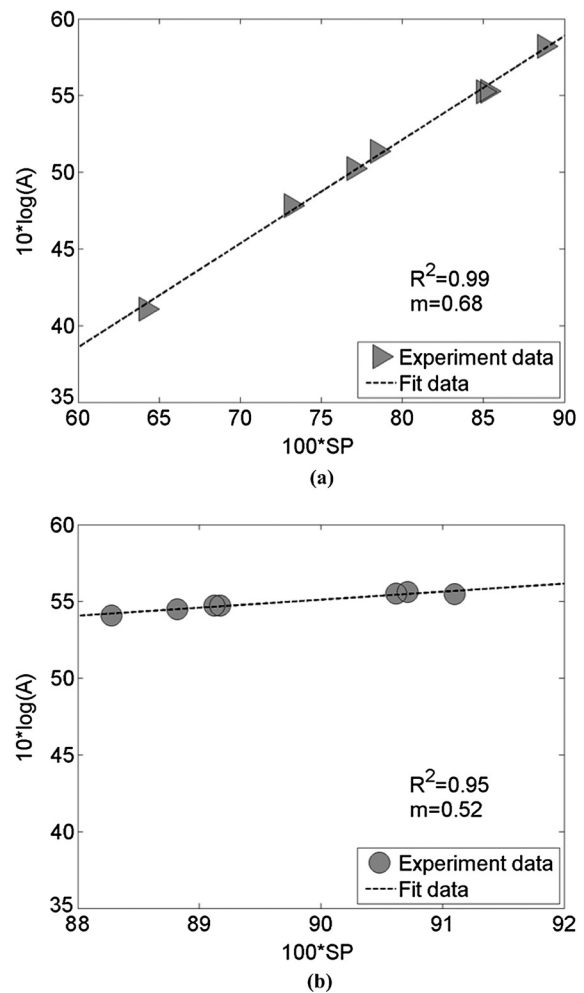 60
55
50
45
40
35
10*log(A)
R²=0.99
m=0.68
Experiment data
Fit data
60 65 70 75 80 85 90
100*SP
(a)
60
55
50
45
40
35
10*log(A)
R²=0.95
m=0.52
Experiment data
Fit data
88 89 90 91 92
100*SP
(b)